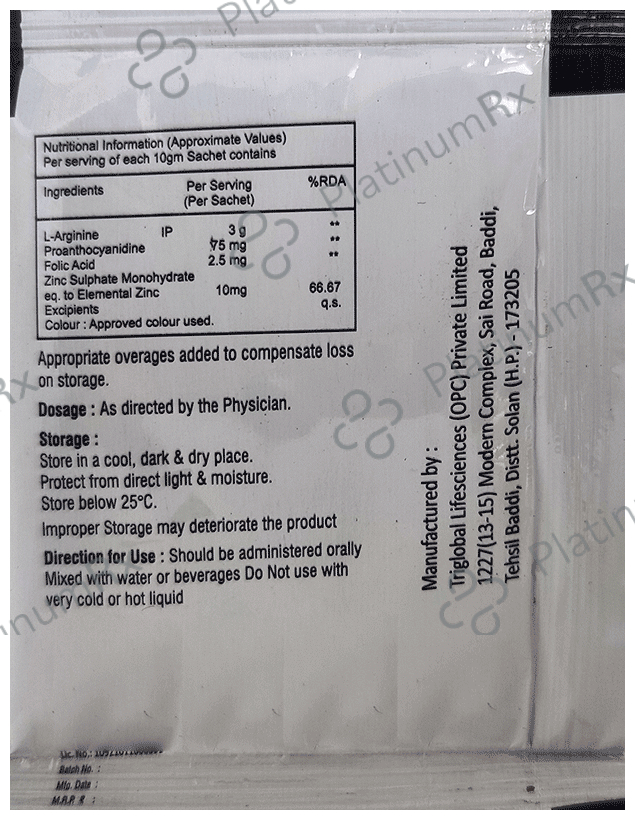 Nutritional Information (Approximate Values)
Per serving of each 10gm Sachet contains
Ingredients Per Serving (Per Sachet) %RDA
L-Arginine IP 3 g **
Proanthocyanidine 75 mg **
Folic Acid 2.5 mg **
Zinc Sulphate Monohydrate
eq. to Elemental Zinc 10mg 66.67
Excipients q.s.
Colour : Approved colour used.
Appropriate overages added to compensate loss
on storage.
Dosage : As directed by the Physician.
Storage :
Store in a cool, dark & dry place.
Protect from direct light & moisture.
Store below 25°C.
Improper Storage may deteriorate the product
Direction for Use : Should be administered orally
Mixed with water or beverages Do Not use with
very cold or hot liquid
Manufactured by :
Triglobal Lifesciences (OPC) Private Limited
1227(13-15) Modern Complex, Sai Road, Baddi,
Tehsil Baddi, Distt. Solan (H.P.) - 173205
Lic. No.:
Batch No. :
Mfg. Date :
M.R.P. ₹ :
PlatinumRx
PlatinumRx